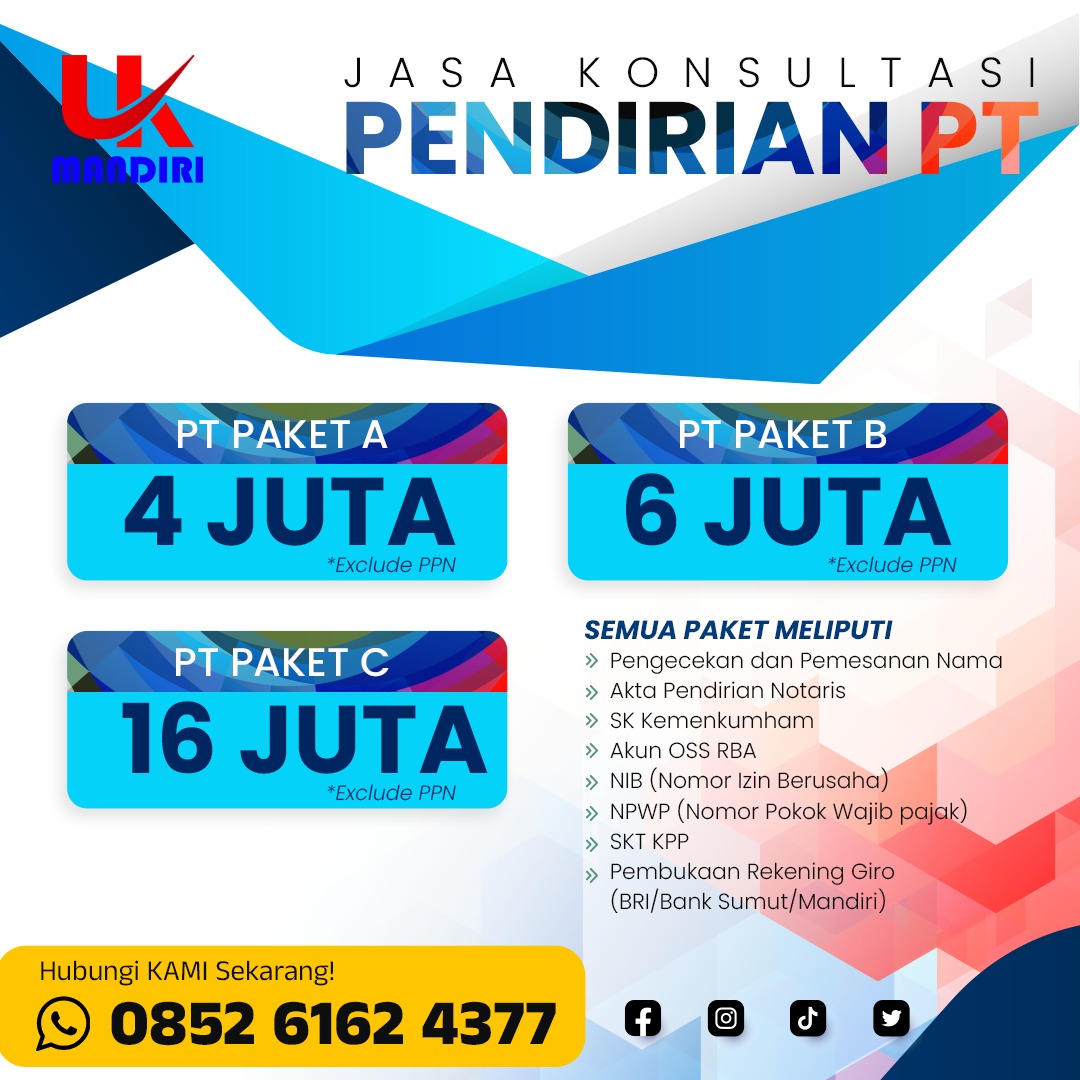 UK
MANDIRI
JASA KONSULTASI
PENDIRIAN PT
PT PAKET A
4 JUTA
*Exclude PPN
PT PAKET B
6 JUTA
*Exclude PPN
PT PAKET C
16 JUTA
*Exclude PPN
SEMUA PAKET MELIPUTI
Pengecekan dan Pemesanan Nama
Akta Pendirian Notaris
SK Kemenkumham
Akun OSS RBA
NIB (Nomor Izin Berusaha)
NPWP (Nomor Pokok Wajib pajak)
SKT KPP
Pembukaan Rekening Giro
(BRI/Bank Sumut/Mandiri)
Hubungi KAMI Sekarang!
0852 6162 4377